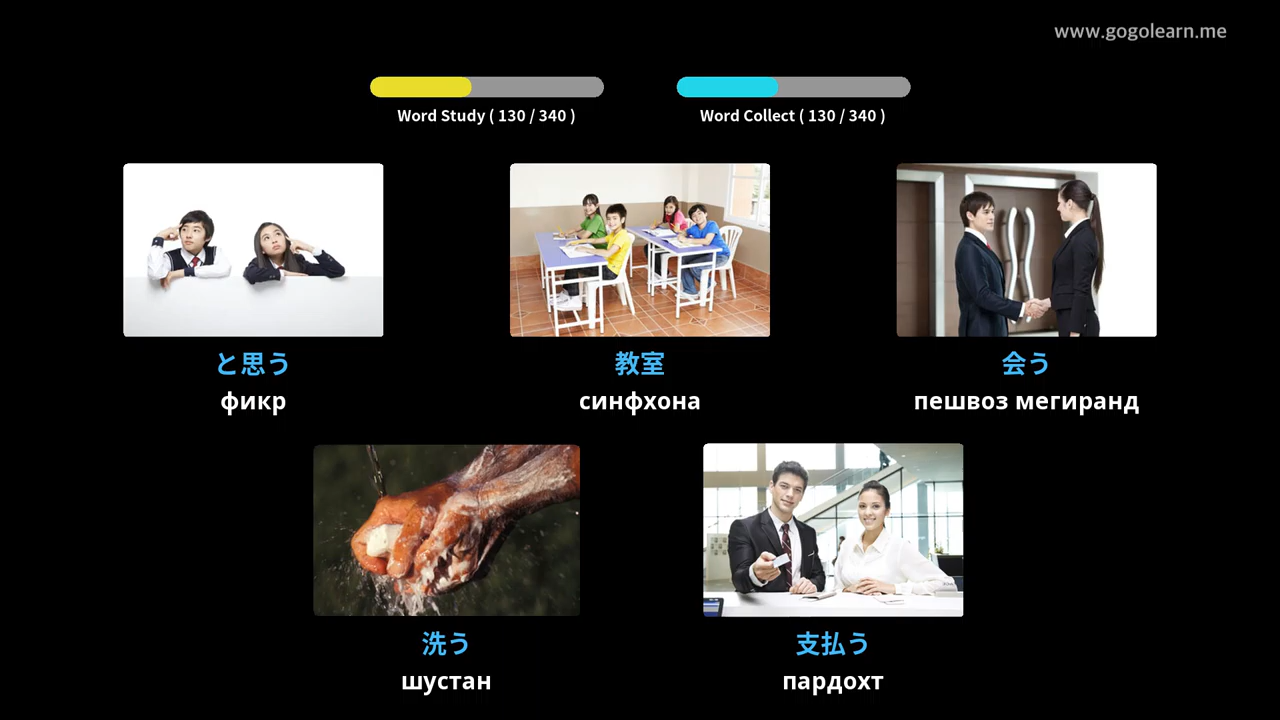 www.gogolearn.me
Word Study ( 130 / 340 )
Word Collect ( 130 / 340 )
と思う
фикр
教室
синфхона
会う
пешвоз мегиранд
洗う
шустан
支払う
пардохт